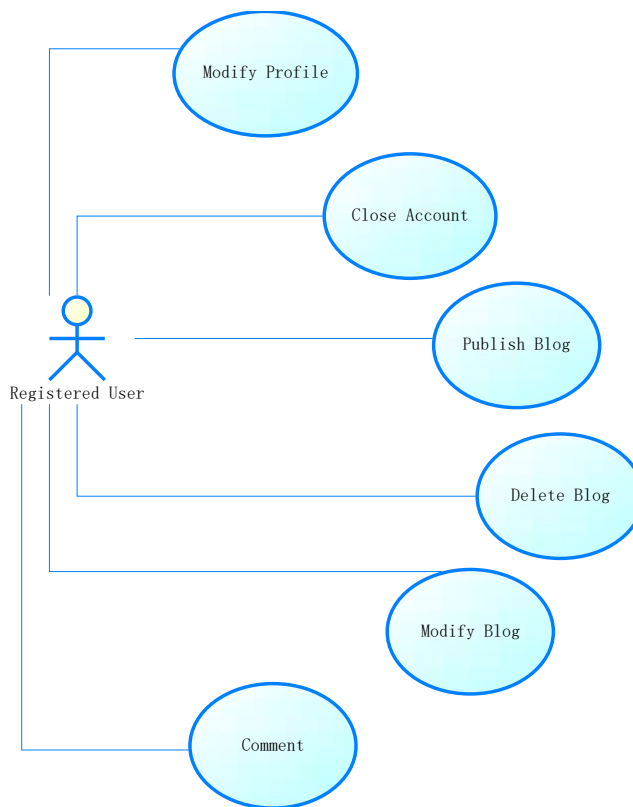 Modify Profile
Close Account
Publish Blog
Registered User
Delete Blog
Modify Blog
Comment